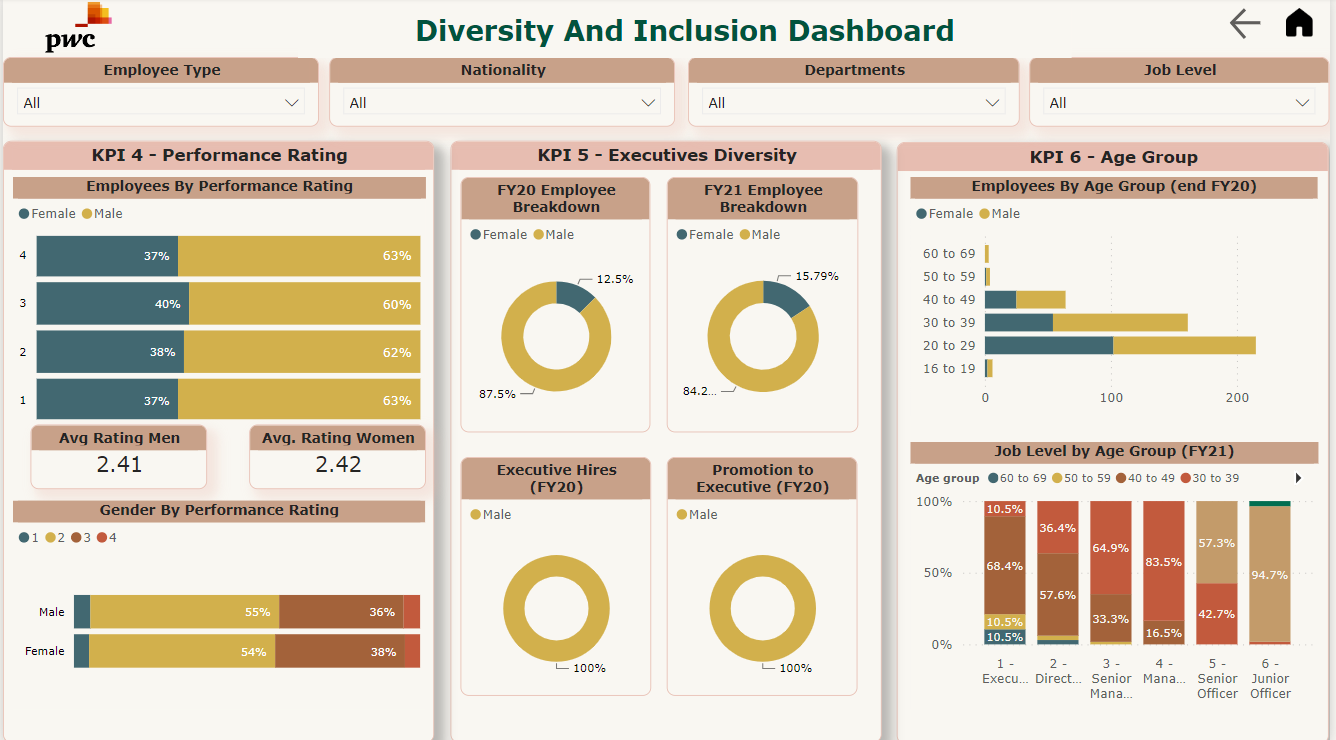 pwc
Diversity And Inclusion Dashboard
Employee Type
All
Nationality
All
Departments
All
Job Level
All
KPI 4 - Performance Rating
Employees By Performance Rating
Female Male
4 37% 63%
3 40% 60%
2 38% 62%
1 37% 63%
Avg Rating Men
2.41
Avg. Rating Women
2.42
Gender By Performance Rating
1 2 3 4
Male 55% 36%
Female 54% 38%
KPI 5 - Executives Diversity
FY20 Employee
Breakdown
Female Male
12.5%
87.5%
FY21 Employee
Breakdown
Female Male
15.79%
84.2...
Executive Hires
(FY20)
Male
100%
Promotion to
Executive (FY20)
Male
100%
KPI 6 - Age Group
Employees By Age Group (end FY20)
Female Male
60 to 69
50 to 59
40 to 49
30 to 39
20 to 29
16 to 19
0 100 200
Job Level by Age Group (FY21)
Age group 60 to 69 50 to 59 40 to 49 30 to 39
100%
50%
0%
10.5%
68.4%
10.5%
10.5%
36.4%
57.6%
64.9%
33.3%
83.5%
16.5%
57.3%
42.7%
94.7%
1 -
Execu...
2 -
Direct...
3 -
Senior
Mana...
4 -
Mana...
5 -
Senior
Officer
6 -
Junior
Officer